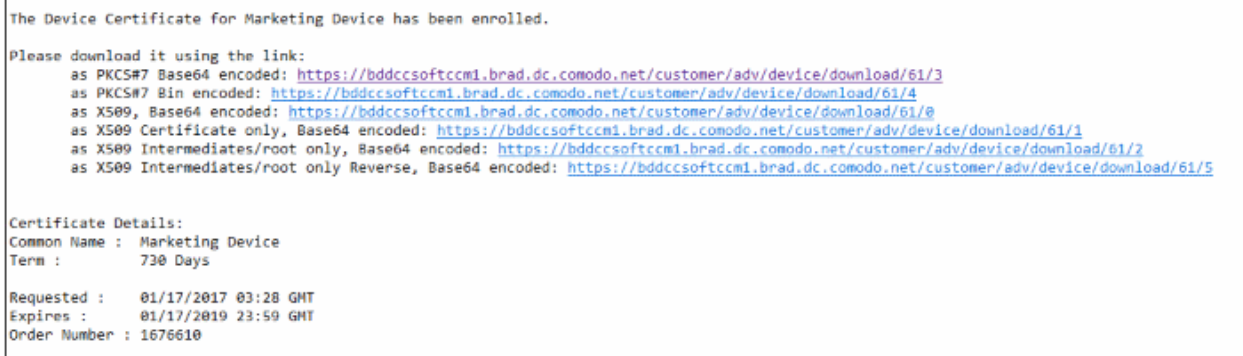 The Device Certificate for Marketing Device has been enrolled.
Please download it using the link:
as PKCS#7 Base64 encoded: https://bddccsoftccm1.brad.dc.comodo.net/customer/adv/device/download/61/3
as PKCS#7 Bin encoded: https://bddccsoftccm1.brad.dc.comodo.net/customer/adv/device/download/61/4
as X509, Base64 encoded: https://bddccsoftccm1.brad.dc.comodo.net/customer/adv/device/download/61/0
as X509 Certificate only, Base64 encoded: https://bddccsoftccm1.brad.dc.comodo.net/customer/adv/device/download/61/1
as X509 Intermediates/root only, Base64 encoded: https://bddccsoftccm1.brad.dc.comodo.net/customer/adv/device/download/61/2
as X509 Intermediates/root only Reverse, Base64 encoded: https://bddccsoftccm1.brad.dc.comodo.net/customer/adv/device/download/61/5
Certificate Details:
Common Name : Marketing Device
Term : 730 Days
Requested : 01/17/2017 03:28 GMT
Expires : 01/17/2019 23:59 GMT
Order Number : 1676610